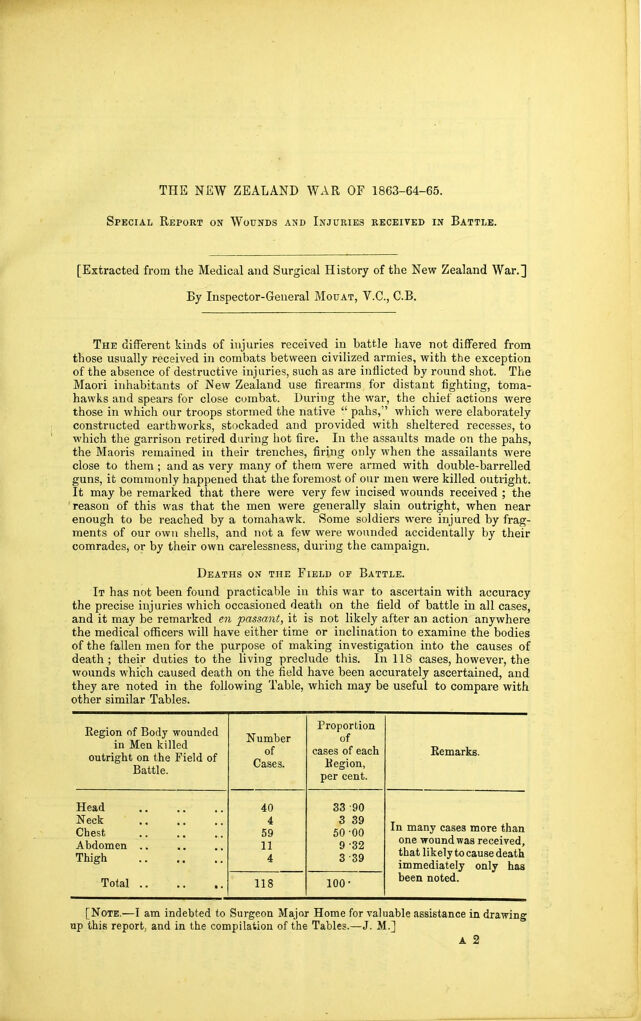 THE NEW ZEALAND WAR OF 1863-64-65.
SPECIAL REPORT ON WOUNDS AND INJURIES RECEIVED IN BATTLE.
[Extracted from the Medical and Surgical History of the New Zealand War.]
By Inspector-General MOUAT, V.C., C.B.
THE different kinds of injuries received in battle have not differed from
those usually received in combats between civilized armies, with the exception
of the absence of destructive injuries, such as are inflicted by round shot. The
Maori inhabitants of New Zealand use firearms for distant fighting, toma-
hawks and spears for close combat. During the war, the chief actions were
those in which our troops stormed the native “ pahs,” which were elaborately
constructed earthworks, stockaded and provided with sheltered recesses, to
which the garrison retired during hot fire. In the assaults made on the pahs,
the Maoris remained in their trenches, firing only when the assailants were
close to them ; and as very many of them were armed with double-barrelled
guns, it commonly happened that the foremost of our men were killed outright.
It may be remarked that there were very few incised wounds received ; the
reason of this was that the men were generally slain outright, when near
enough to be reached by a tomahawk. Some soldiers were injured by frag-
ments of our own shells, and not a few were wounded accidentally by their
comrades, or by their own carelessness, during the campaign.
DEATHS ON THE FIELD OF BATTLE.
IT has not been found practicable in this war to ascertain with accuracy
the precise injuries which occasioned death on the field of battle in all cases,
and it may be remarked en passant, it is not likely after an action anywhere
the medical officers will have either time or inclination to examine the bodies
of the fallen men for the purpose of making investigation into the causes of
death ; their duties to the living preclude this. In 118 cases, however, the
wounds which caused death on the field have been accurately ascertained, and
they are noted in the following Table, which may be useful to compare with
other similar Tables.
Region of Body wounded
in Men killed
outright on the Field of
Battle.
Number
of
Cases.
Proportion
of
cases of each
Region,
per cent.
Remarks.
Head .. .. .. 40 33·90
Neck .. .. .. 4 3 39
Chest .. .. .. 59 50·00
Abdomen .. .. .. 11 9·32
Thigh .. .. .. 4 3·39
Total .. .. .. 118 100·
In many cases more than
one wound was received,
that likely to cause death
immediately only has
been noted.
[NOTE.—I am indebted to Surgeon Major Home for valuable assistance in drawing
up this report, and in the compilation of the Tables.—J. M.]
A 2